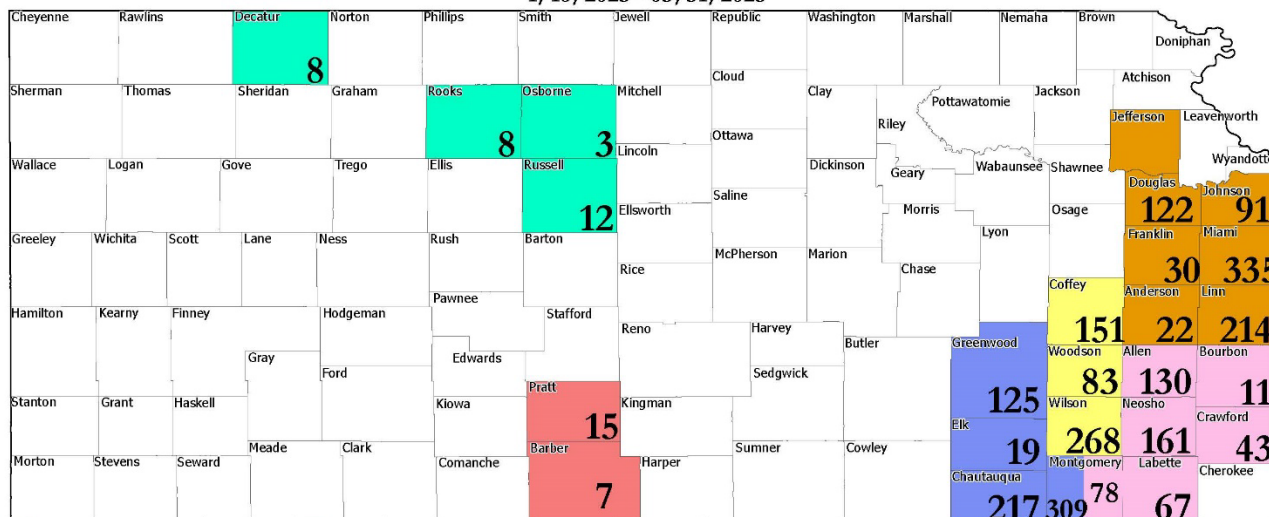 Cheyenne Rawlins Decatur Norton Phillips Smith Jewell Republic Washington Marshall Nemaha Brown
Doniphan
8
Cloud
Atchison
Sherman Thomas Sheridan Graham Rooks Osborne Mitchell Clay Pottawatomie Jackson
Riley
Jefferson Leavenworth
Ottawa
8 3
Lincoln
Wyandotte
Wallace Logan Gove Trego Ellis Russell Dickinson Geary Wabaunsee Shawnee
Douglas Johnson
Saline
12
Ellsworth
Morris
Osage
122 91
Greeley Wichita Scott Lane Ness Rush Barton Lyon Franklin Miami
McPherson Marion
Rice
Chase
30 335
Coffey Anderson Linn
Pawnee
Hamilton Kearny Finney Hodgeman Stafford
Reno Harvey
151 22 214
Butler Greenwood
Gray
Edwards
Woodson Allen Bourbon
Ford
Sedgwick
83 130 11
Pratt
Stanton Grant Haskell Kiowa Kingman
125
Wilson Neosho
Crawford
15
Elk
19 268 161 43
Meade Clark Barber Sumner Cowley
Morton Stevens Seward Comanche Harper Montgomery Labette
Cherokee
Chautauqua
7
217 309 78 67